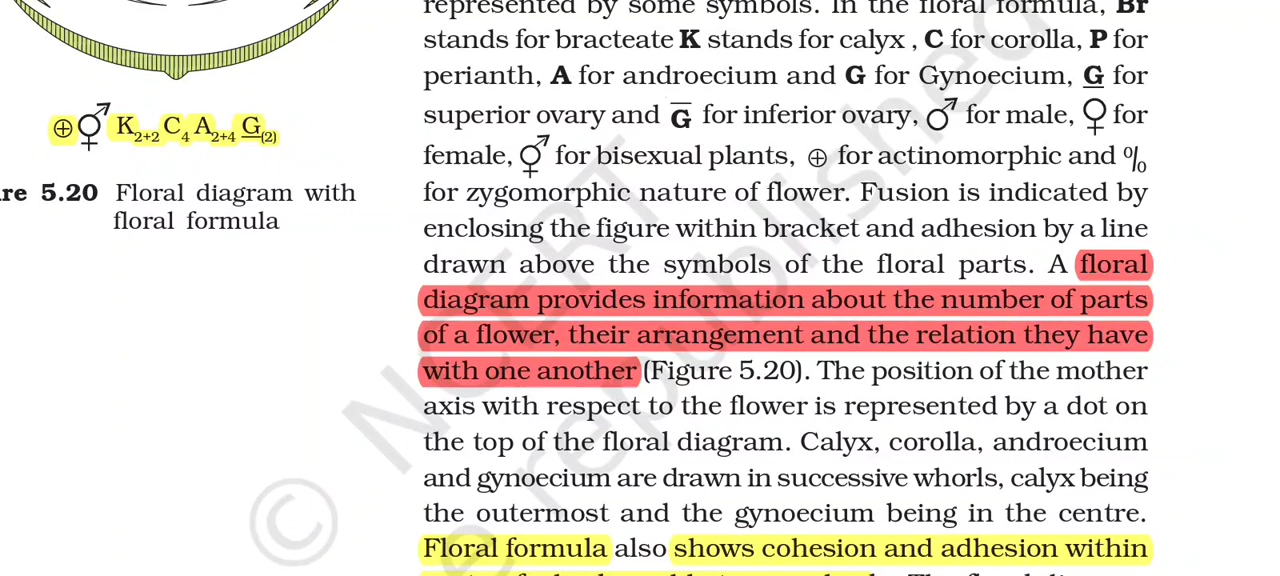 represented by some symbols. In the floral formula, Br
stands for bracteate K stands for calyx , C for corolla, P for
perianth, A for androecium and G for Gynoecium, G̲ for
superior ovary and G̅ for inferior ovary, ♂ for male, ♀ for
female, ⚥ for bisexual plants, ⊕ for actinomorphic and %
for zygomorphic nature of flower. Fusion is indicated by
enclosing the figure within bracket and adhesion by a line
drawn above the symbols of the floral parts. A floral
diagram provides information about the number of parts
of a flower, their arrangement and the relation they have
with one another (Figure 5.20). The position of the mother
axis with respect to the flower is represented by a dot on
the top of the floral diagram. Calyx, corolla, androecium
and gynoecium are drawn in successive whorls, calyx being
the outermost and the gynoecium being in the centre.
Floral formula also shows cohesion and adhesion within
⊕ ⚥ K2+2 C4 A2+4 G̲(2)
re 5.20 Floral diagram with
floral formula
© NCERT
e republished